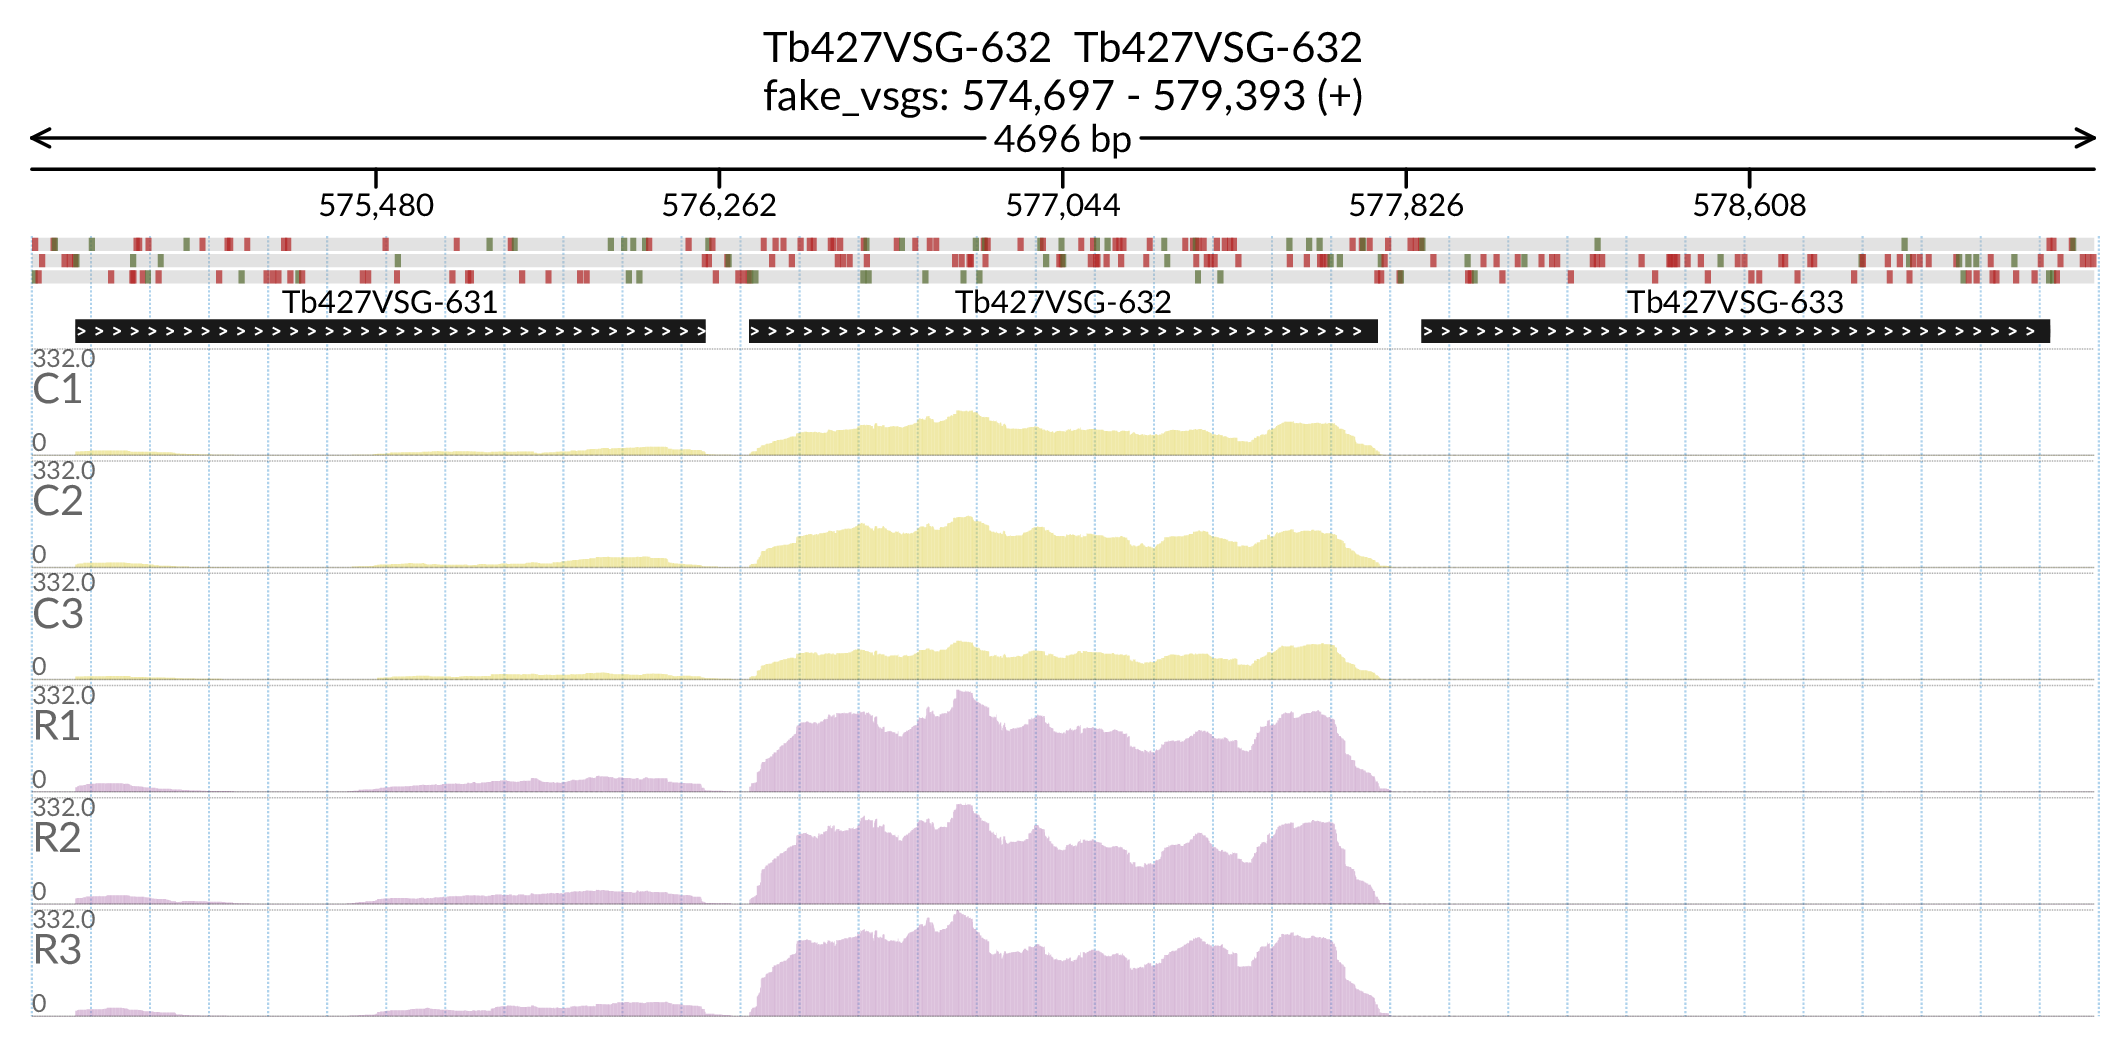 Tb427VSG-632  Tb427VSG-632
fake_vsgs: 574,697 - 579,393 (+)
4696 bp
575,480 576,262 577,044 577,826 578,608
Tb427VSG-631 Tb427VSG-632 Tb427VSG-633
332.0
C1
0
332.0
C2
0
332.0
C3
0
332.0
R1
0
332.0
R2
0
332.0
R3
0